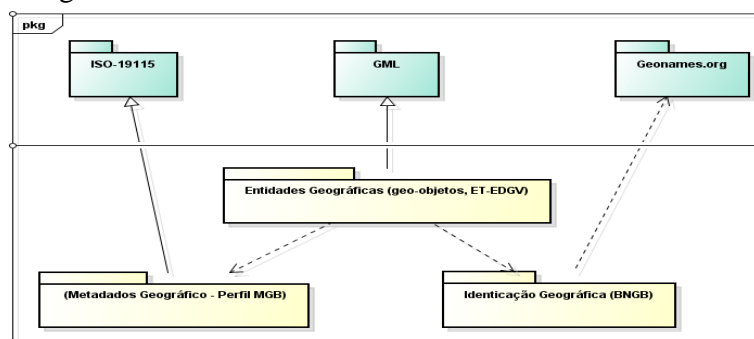 pkg
ISO-19115
GML
Geonames.org
Entidades Geográficas (geo-objetos, ET-EDGV)
(Metadados Geográfico - Perfil MGB)
Identicação Geográfica (BNGB)